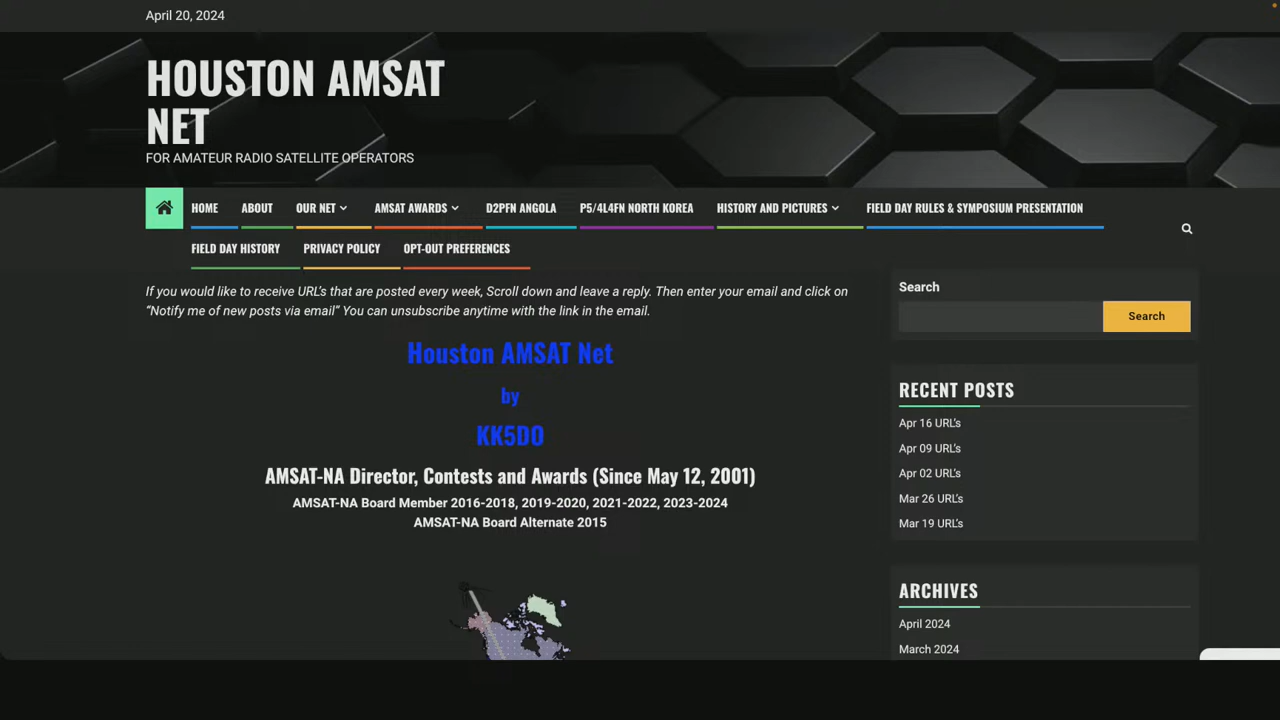 April 20, 2024
HOUSTON AMSAT
NET
FOR AMATEUR RADIO SATELLITE OPERATORS
HOME ABOUT OUR NET AMSAT AWARDS D2PFN ANGOLA P5/4L4FN NORTH KOREA HISTORY AND PICTURES FIELD DAY RULES & SYMPOSIUM PRESENTATION
FIELD DAY HISTORY PRIVACY POLICY OPT-OUT PREFERENCES
If you would like to receive URL's that are posted every week, Scroll down and leave a reply. Then enter your email and click on
“Notify me of new posts via email” You can unsubscribe anytime with the link in the email.
Houston AMSAT Net
by
KK5DO
AMSAT-NA Director, Contests and Awards (Since May 12, 2001)
AMSAT-NA Board Member 2016-2018, 2019-2020, 2021-2022, 2023-2024
AMSAT-NA Board Alternate 2015
Search
Search
RECENT POSTS
Apr 16 URL's
Apr 09 URL's
Apr 02 URL's
Mar 26 URL's
Mar 19 URL's
ARCHIVES
April 2024
March 2024